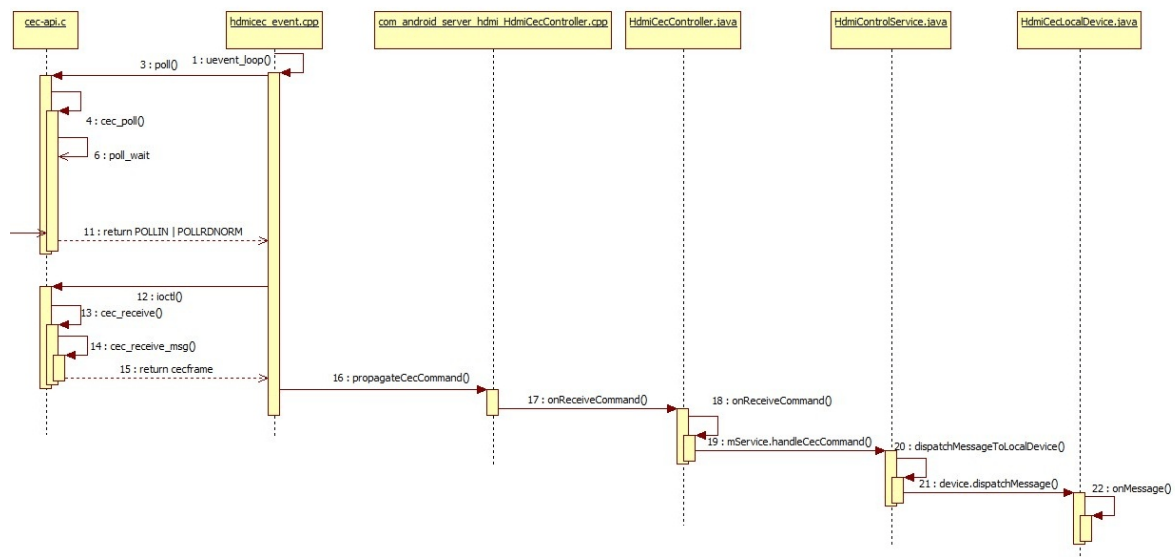 cec-api.c
hdmicec_event.cpp
com_android_server_hdmi_HdmiCecController.cpp
HdmiCecController.java
HdmiControlService.java
HdmiCecLocalDevice.java
1 : uevent_loop()
3 : poll()
4 : cec_poll()
6 : poll_wait
11 : return POLLIN | POLLRDNORM
12 : ioctl()
13 : cec_receive()
14 : cec_receive_msg()
15 : return cecframe
16 : propagateCecCommand()
17 : onReceiveCommand()
18 : onReceiveCommand()
19 : mService.handleCecCommand()
20 : dispatchMessageToLocalDevice()
21 : device.dispatchMessage()
22 : onMessage()